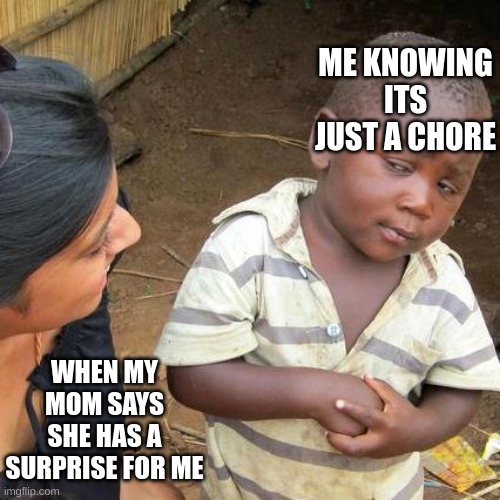 WHEN MY
MOM SAYS
SHE HAS A
SURPRISE FOR ME
ME KNOWING
ITS
JUST A CHORE
imgflip.com